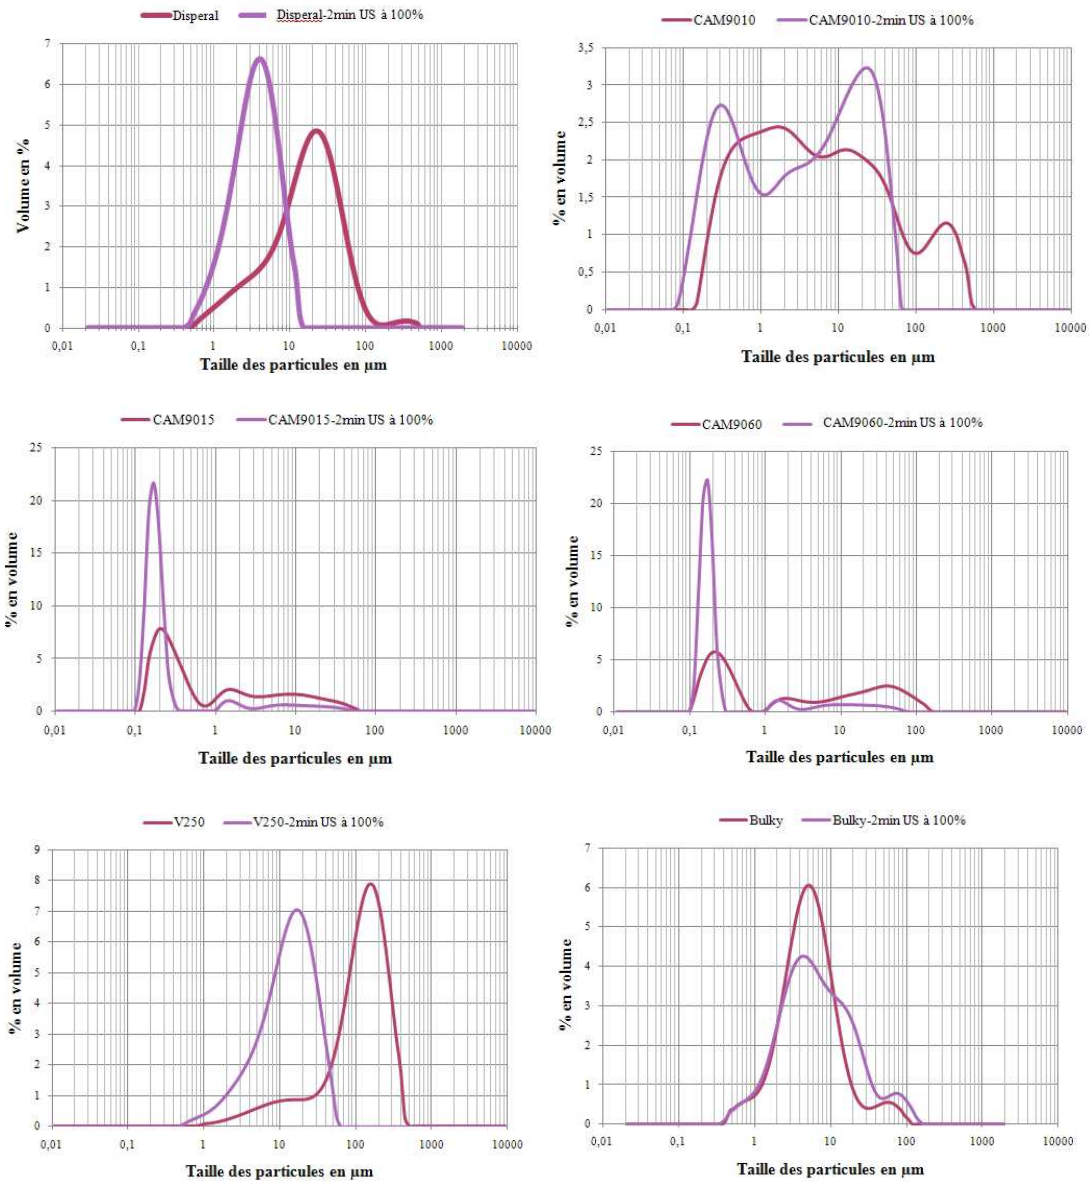 Disperal Disperal-2min US à 100%
7
6
5
4
3
2
1
0
Volume en %
0,01 0,1 1 10 100 1000 10000
Taille des particules en µm
CAM9010 CAM9010-2min US à 100%
3,5
3
2,5
2
1,5
1
0,5
0
% en volume
0,01 0,1 1 10 100 1000 10000
Taille des particules en µm
CAM9015 CAM9015-2min US à 100%
25
20
15
10
5
0
% en volume
0,01 0,1 1 10 100 1000 10000
Taille des particules en µm
CAM9060 CAM9060-2min US à 100%
25
20
15
10
5
0
% en volume
0,01 0,1 1 10 100 1000 10000
Taille des particules en µm
V250 V250-2min US à 100%
9
8
7
6
5
4
3
2
1
0
% en volume
0,01 0,1 1 10 100 1000 10000
Taille des particules en µm
Bulky Bulky-2min US à 100%
7
6
5
4
3
2
1
0
% en volume
0,01 0,1 1 10 100 1000 10000
Taille des particules en µm